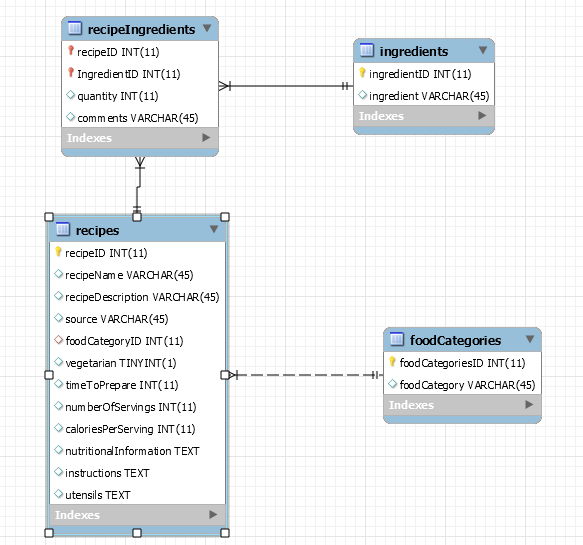 recipeIngredients
recipeID INT(11)
IngredientID INT(11)
quantity INT(11)
comments VARCHAR(45)
Indexes
ingredients
ingredientID INT(11)
ingredient VARCHAR(45)
Indexes
recipes
recipeID INT(11)
recipeName VARCHAR(45)
recipeDescription VARCHAR(45)
source VARCHAR(45)
foodCategoryID INT(11)
vegetarian TINYINT(1)
timeToPrepare INT(11)
numberOfServings INT(11)
caloriesPerServing INT(11)
nutritionalInformation TEXT
instructions TEXT
utensils TEXT
Indexes
foodCategories
foodCategoriesID INT(11)
foodCategory VARCHAR(45)
Indexes